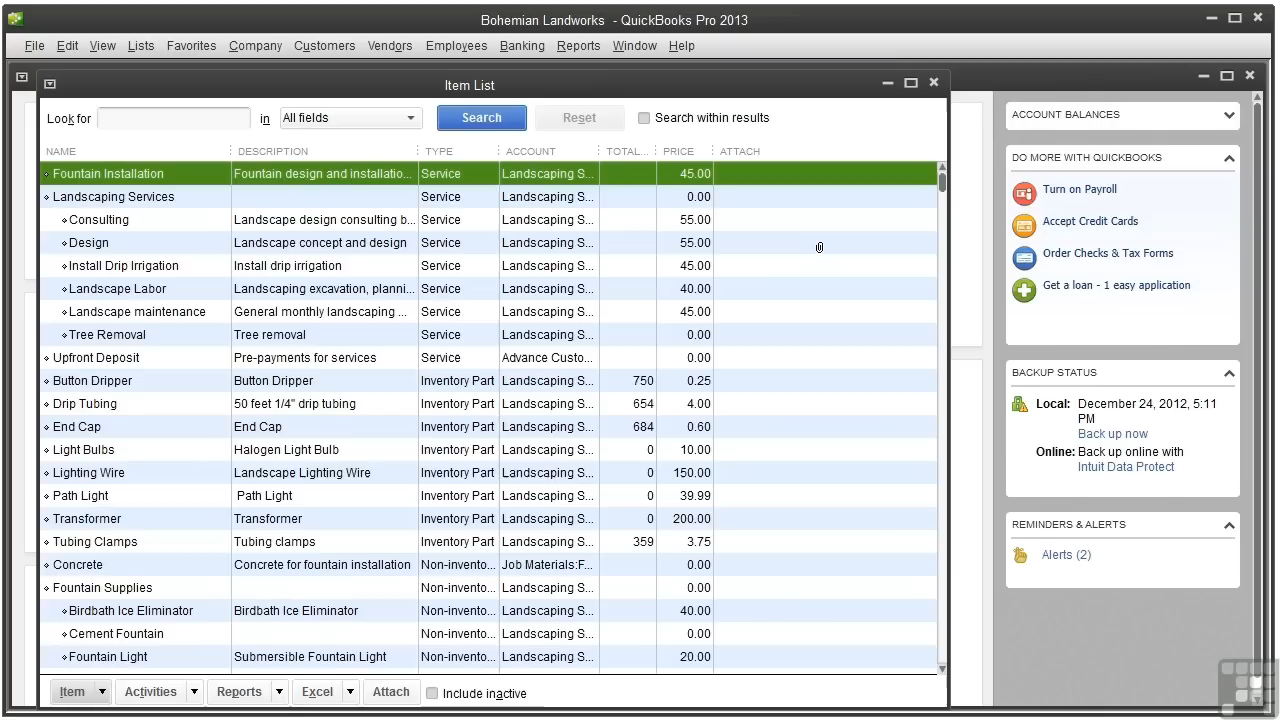 Bohemian Landworks - QuickBooks Pro 2013
File Edit View Lists Favorites Company Customers Vendors Employees Banking Reports Window Help
Item List
Look for in All fields Search Reset Search within results
NAME DESCRIPTION TYPE ACCOUNT TOTAL... PRICE ATTACH
Fountain Installation Fountain design and installatio... Service Landscaping S... 45.00
Landscaping Services Service Landscaping S... 0.00
Consulting Landscape design consulting b... Service Landscaping S... 55.00
Design Landscape concept and design Service Landscaping S... 55.00
Install Drip Irrigation Install drip irrigation Service Landscaping S... 45.00
Landscape Labor Landscaping excavation, planni... Service Landscaping S... 40.00
Landscape maintenance General monthly landscaping ... Service Landscaping S... 45.00
Tree Removal Tree removal Service Landscaping S... 0.00
Upfront Deposit Pre-payments for services Service Advance Custo... 0.00
Button Dripper Button Dripper Inventory Part Landscaping S... 750 0.25
Drip Tubing 50 feet 1/4" drip tubing Inventory Part Landscaping S... 654 4.00
End Cap End Cap Inventory Part Landscaping S... 684 0.60
Light Bulbs Halogen Light Bulb Inventory Part Landscaping S... 0 10.00
Lighting Wire Landscape Lighting Wire Inventory Part Landscaping S... 0 150.00
Path Light Path Light Inventory Part Landscaping S... 0 39.99
Transformer Transformer Inventory Part Landscaping S... 0 200.00
Tubing Clamps Tubing clamps Inventory Part Landscaping S... 359 3.75
Concrete Concrete for fountain installation Non-invento... Job Materials:F... 0.00
Fountain Supplies Non-invento... Landscaping S... 0.00
Birdbath Ice Eliminator Birdbath Ice Eliminator Non-invento... Landscaping S... 40.00
Cement Fountain Non-invento... Landscaping S... 0.00
Fountain Light Submersible Fountain Light Non-invento... Landscaping S... 20.00
Item Activities Reports Excel Attach Include inactive
ACCOUNT BALANCES
DO MORE WITH QUICKBOOKS
Turn on Payroll
Accept Credit Cards
Order Checks & Tax Forms
Get a loan - 1 easy application
BACKUP STATUS
Local: December 24, 2012, 5:11
PM
Back up now
Online: Back up online with
Intuit Data Protect
REMINDERS & ALERTS
Alerts (2)